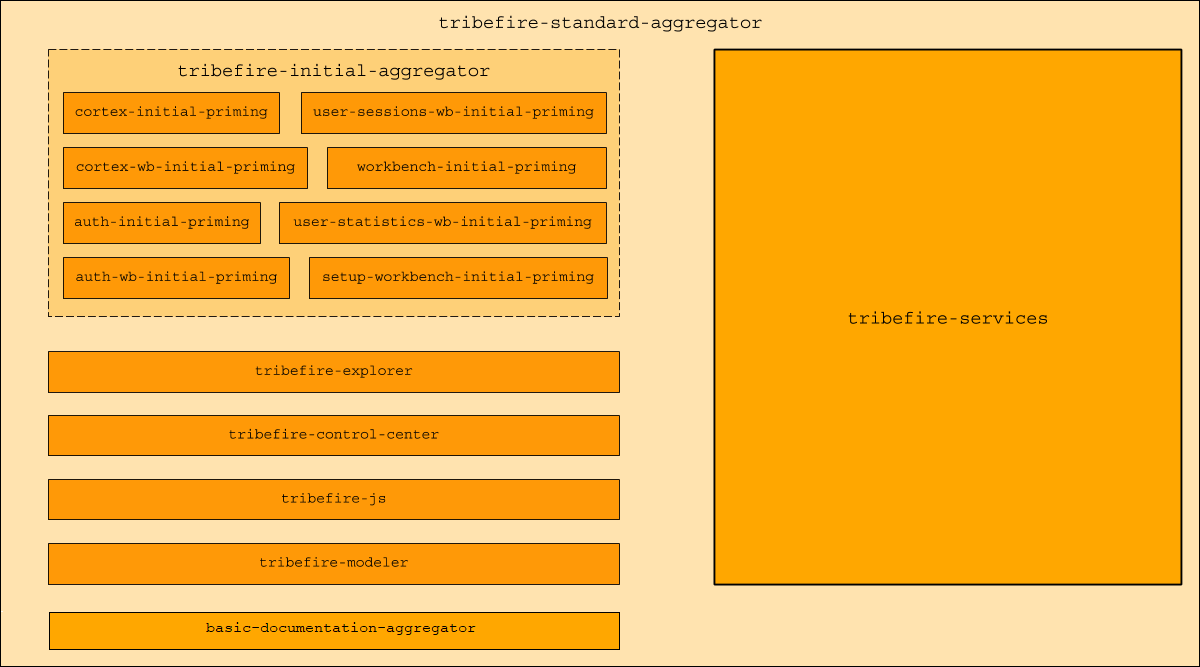 tribefire-standard-aggregator
tribefire-initial-aggregator
cortex-initial-priming
user-sessions-wb-initial-priming
cortex-wb-initial-priming
workbench-initial-priming
auth-initial-priming
user-statistics-wb-initial-priming
auth-wb-initial-priming
setup-workbench-initial-priming
tribefire-explorer
tribefire-control-center
tribefire-js
tribefire-modeler
basic-documentation-aggregator
tribefire-services